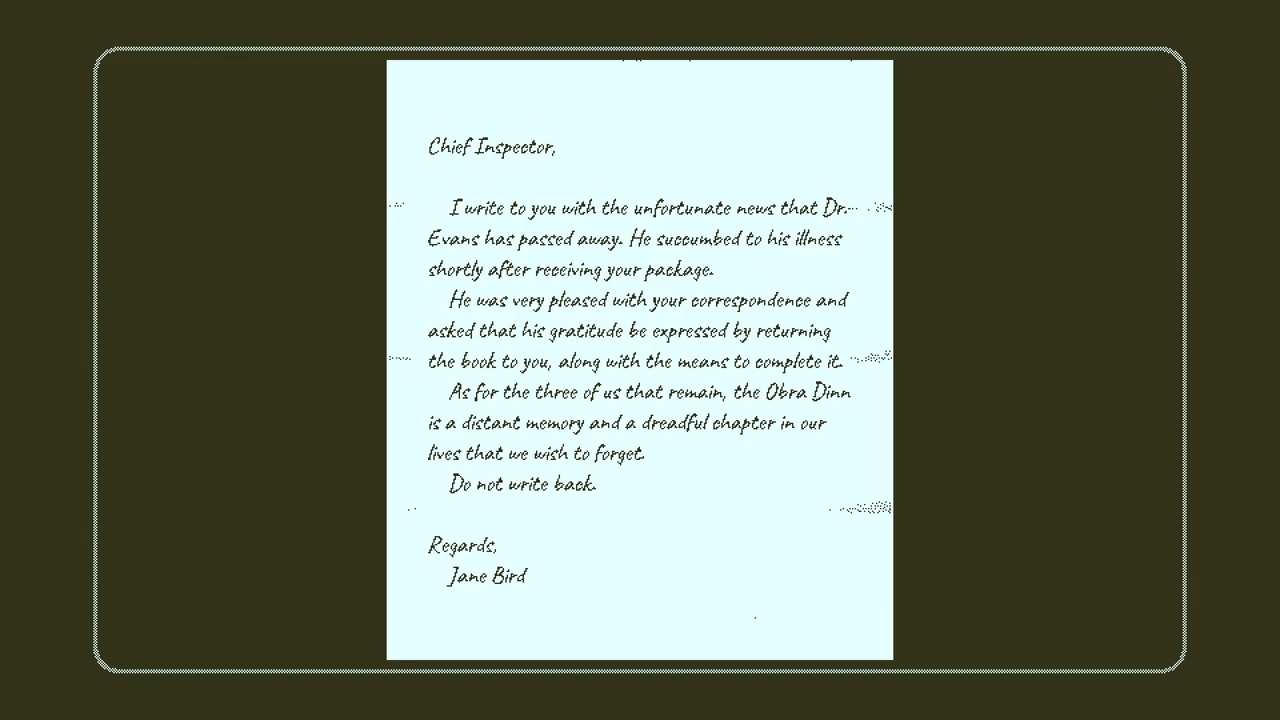 Chief Inspector,
I write to you with the unfortunate news that Dr.
Evans has passed away. He succumbed to his illness
shortly after receiving your package.
He was very pleased with your correspondence and
asked that his gratitude be expressed by returning
the book to you, along with the means to complete it.
As for the three of us that remain, the Obra Dinn
is a distant memory and a dreadful chapter in our
lives that we wish to forget.
Do not write back.
Regards,
Jane Bird